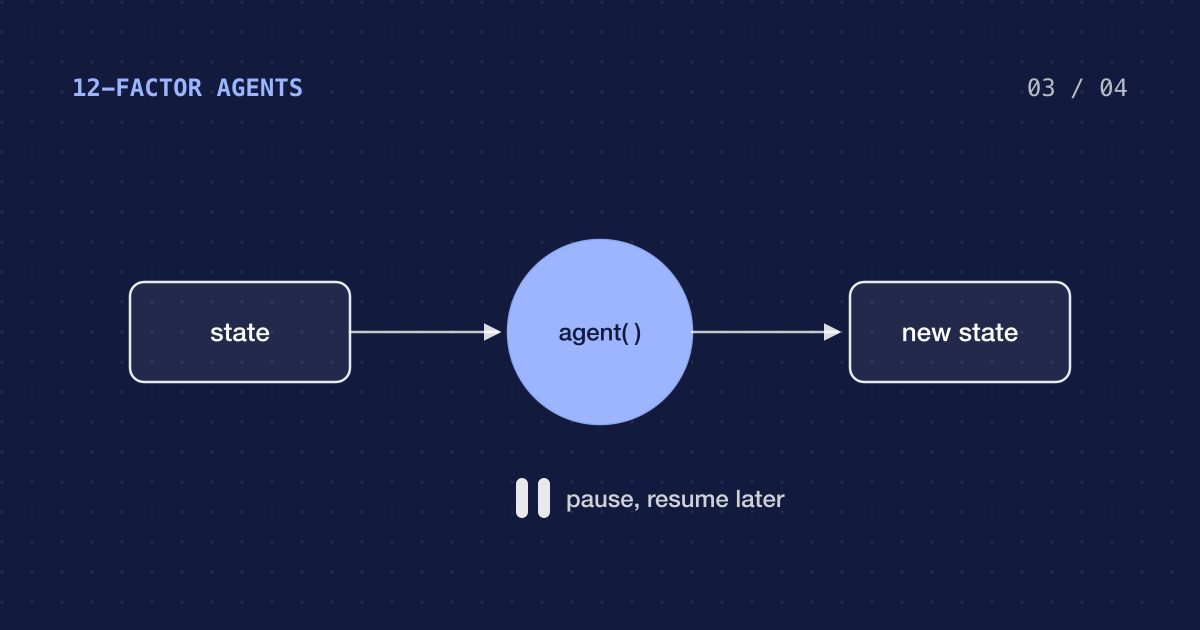 12–FACTOR AGENTS
03 / 04
state
agent( )
new state
pause, resume later